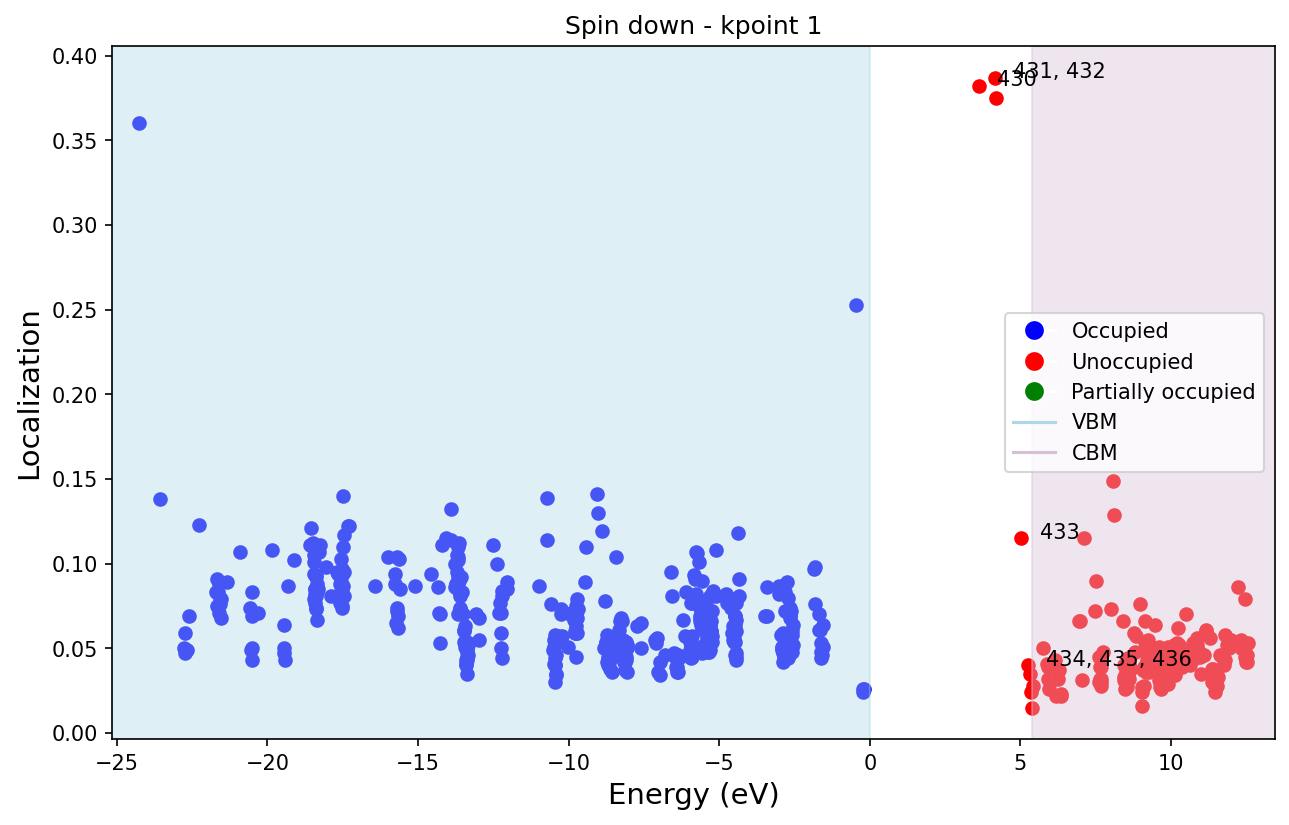 Spin down - kpoint 1
0.40
0.35
0.30
0.25
0.20
0.15
0.10
0.05
0.00
Localization
431, 432
430
433
434, 435, 436
Occupied
Unoccupied
Partially occupied
VBM
CBM
−25 −20 −15 −10 −5 0 5 10
Energy (eV)